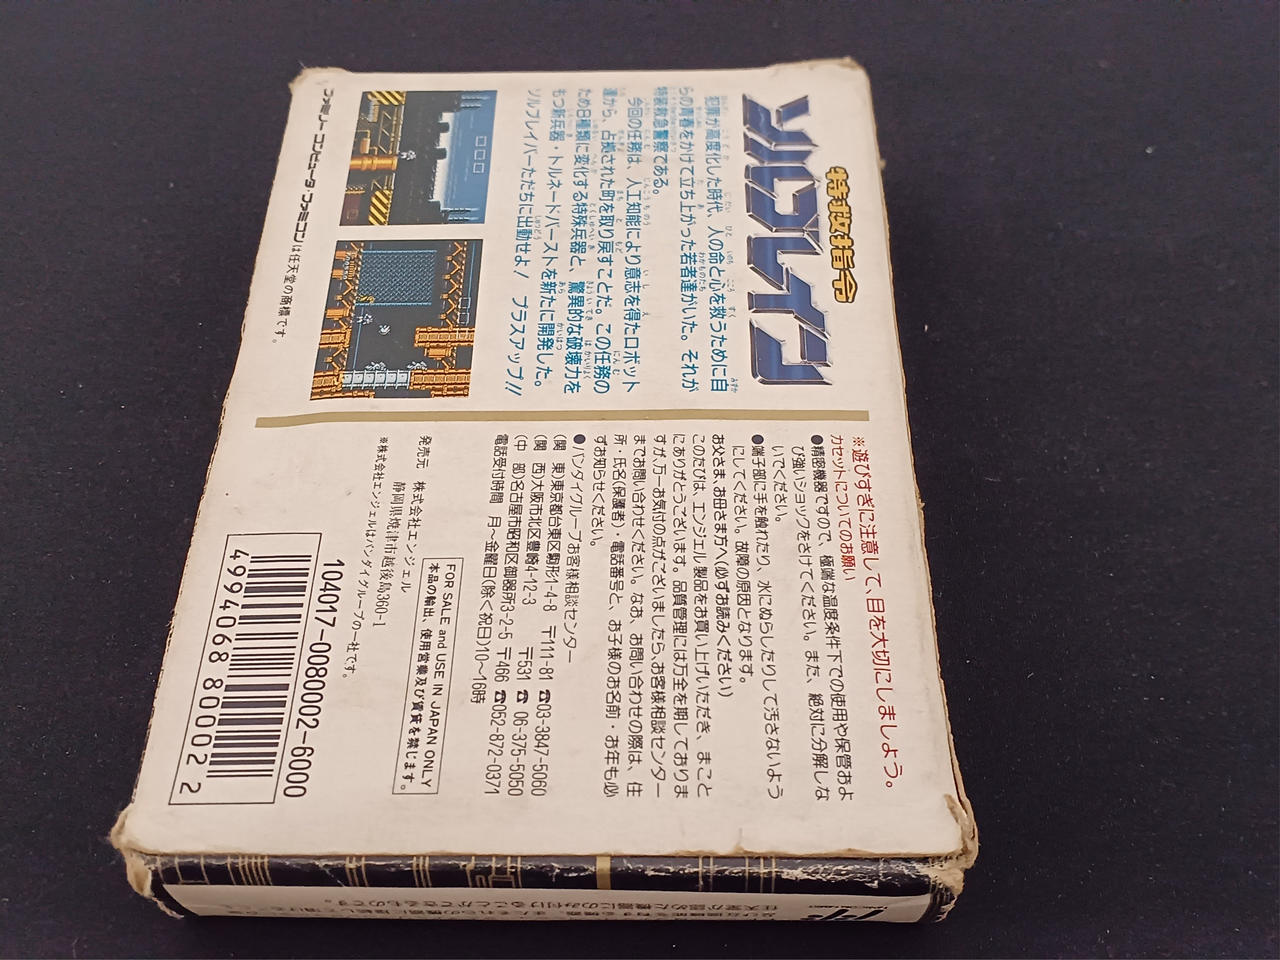 特救指令
ソルブレイン
犯罪が高度化した時代、人の命と心を救うために自
らの青春をかけて立ち上がった若者達がいた。それが
特装救急警察である。
今回の任務は、人工知能により意志を得たロボット
達から、占拠された町を取り戻すことだ。この任務の
ため8種類に変化する特殊兵器と、驚異的な破壊力を
もつ新兵器・トルネードバーストを新たに開発した。
ソルブレイバーただちに出動せよ! プラスアップ!!
ファミリーコンピュータ・ファミコンは任天堂の商標です。
※遊びすぎに注意して、目を大切にしましょう。
カセットについてのお願い
●精密機器ですので、極端な温度条件下での使用や保管およ
び強いショックをさけてください。また、絶対に分解しな
いでください。
●端子部に手を触れたり、水にぬらしたりして汚さないよう
にしてください。故障の原因となります。
お父さま、お母さま方へ(必ずお読みください)
このたびは、エンジェル製品をお買い上げいただき、まこと
にありがとうございます。品質管理には万全を期しておりま
すが、万一お気付の点がございましたら、お客様相談センター
までお問い合わせください。なお、お問い合わせの際は、住
所・氏名(保護者)・電話番号と、お子様のお名前・お年も必
ずお知らせください。
●バンダイグループお客様相談センター
(関 東)東京都台東区駒形1-4-8 〒111-81 ☎03-3847-5060
(関 西)大阪市北区豊崎4-12-3 〒531 ☎06-375-5050
(中 部)名古屋市昭和区御器所3-2-5 〒466 ☎052-872-0371
電話受付時間 月〜金曜日(除く祝日)10〜16時
FOR SALE and USE IN JAPAN ONLY
本品の輸出、使用営業及び賃貸を禁じます。
発売元 株式会社エンジェル
静岡県焼津市越後島360-1
※株式会社エンジェルはバンダイグループの一社です。
104017-0080002-6000
4 994068 800022